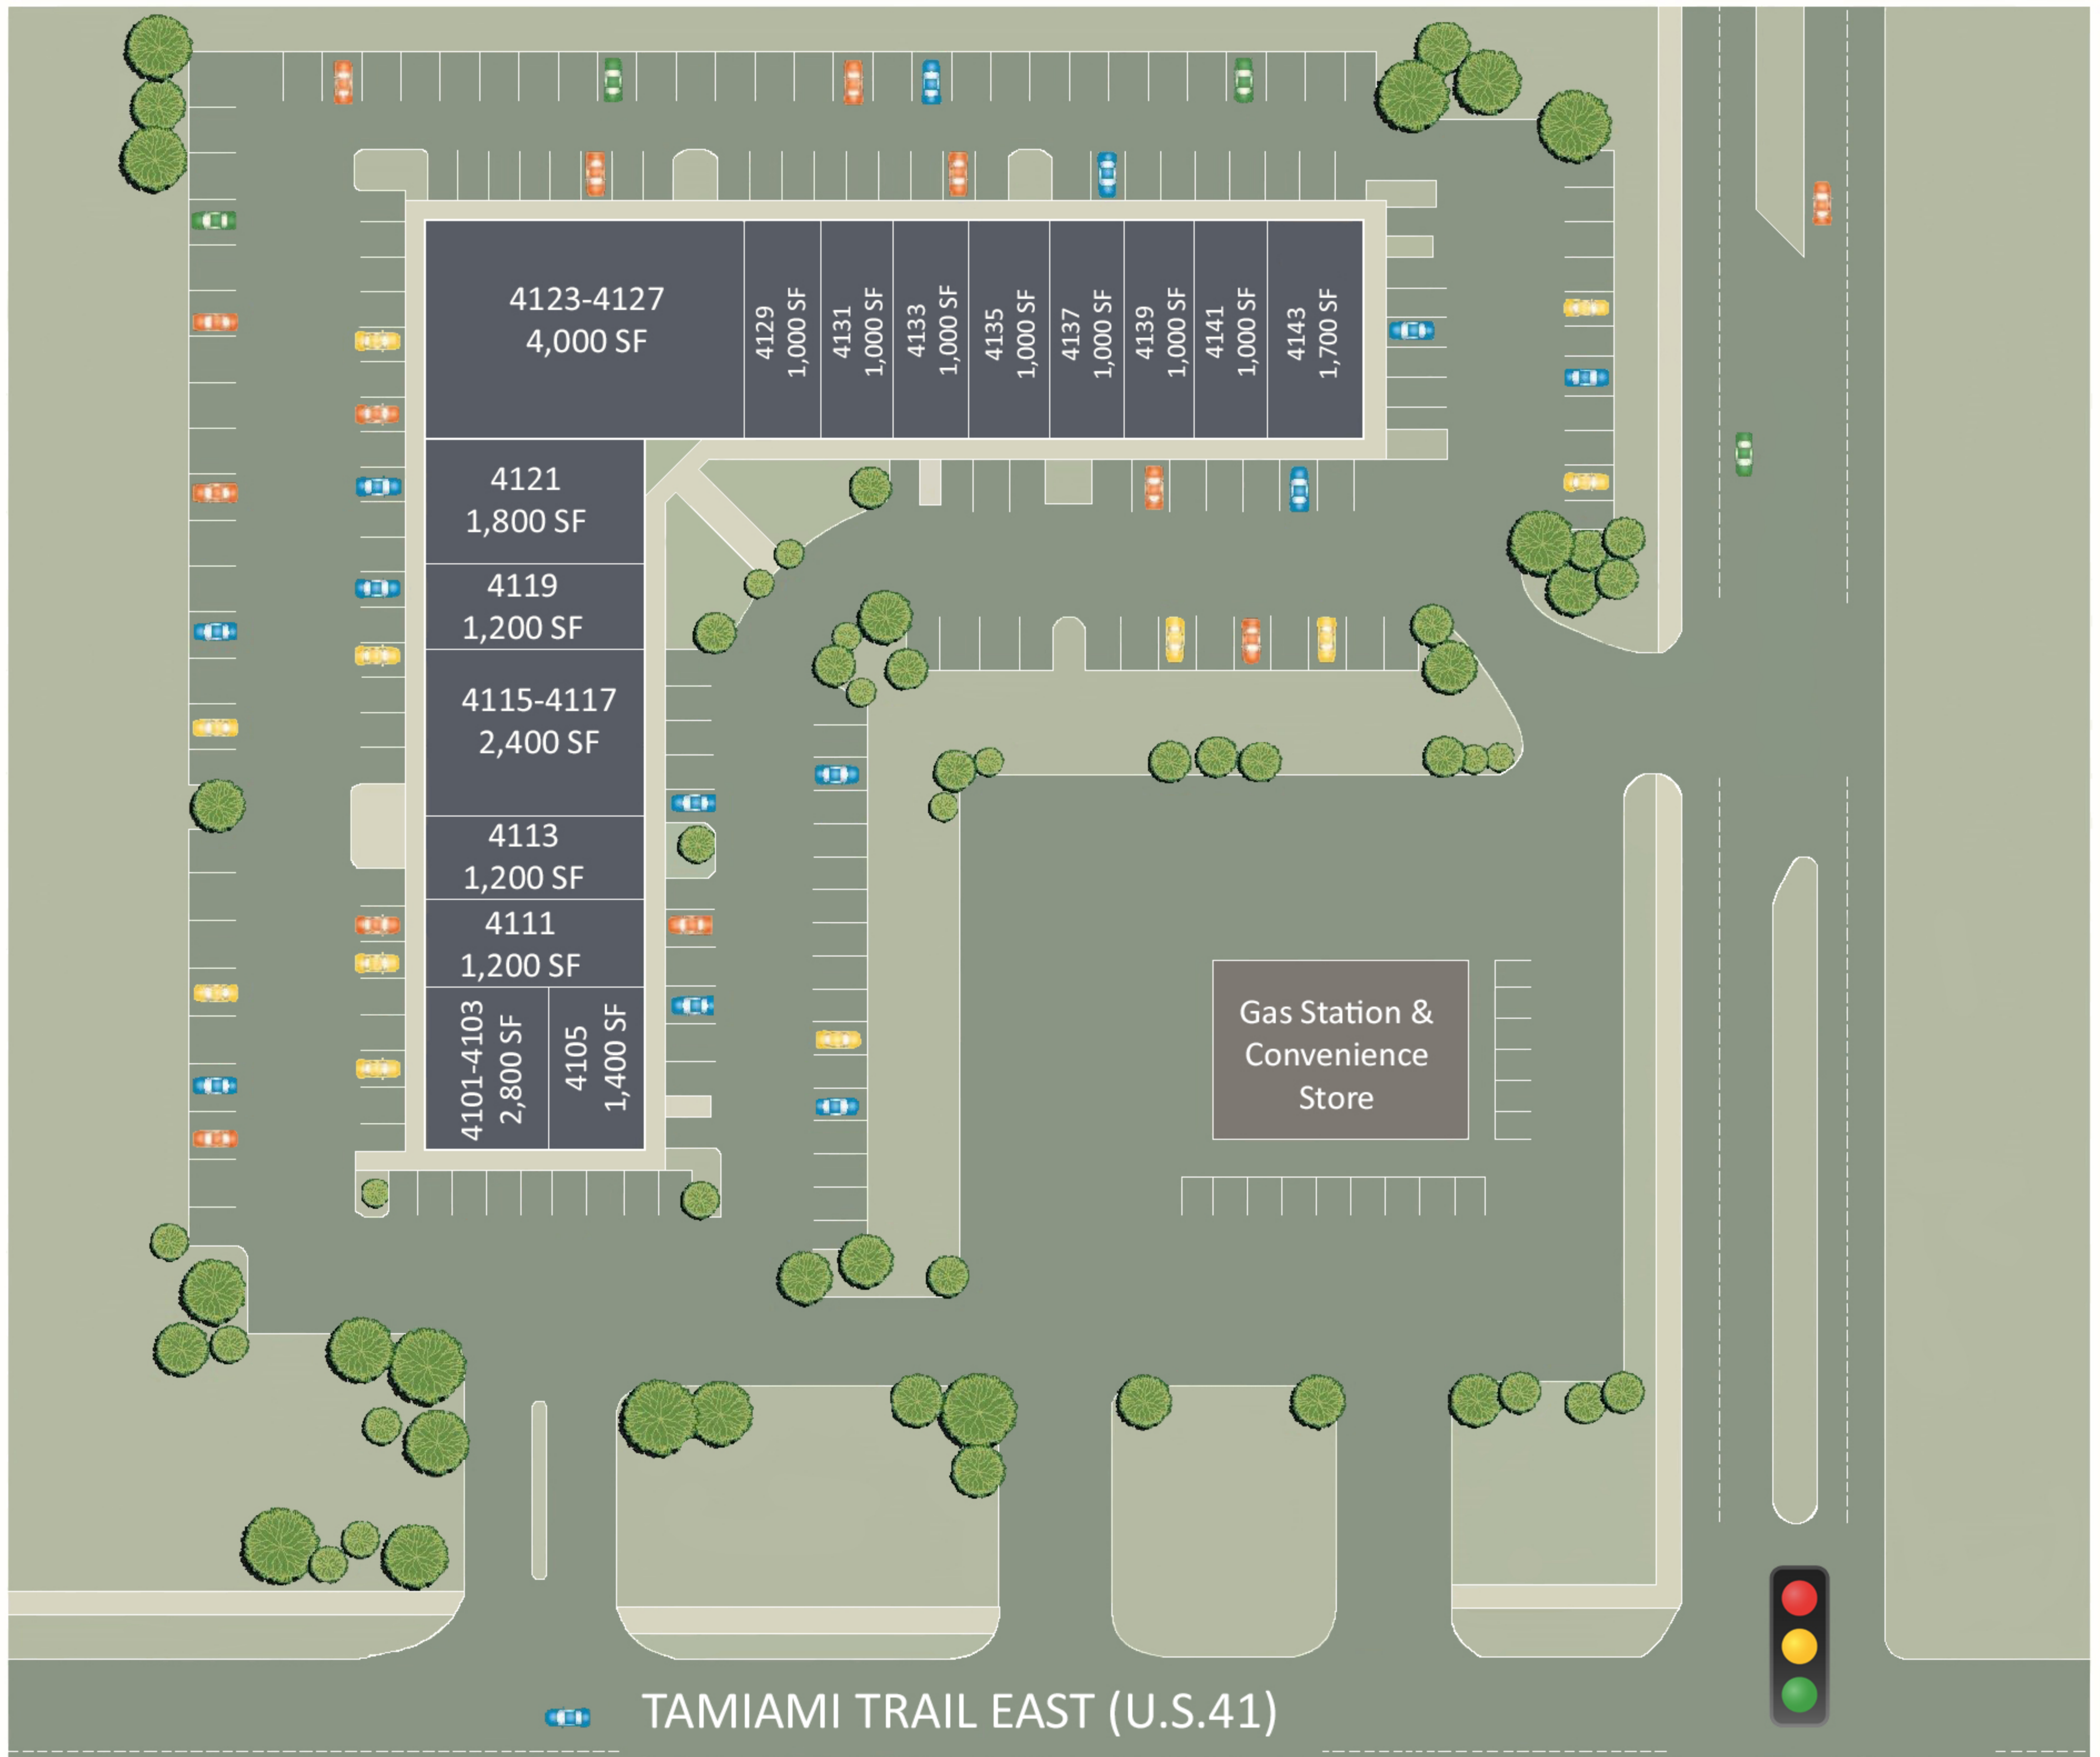 4123-4127
4,000 SF
4129
1,000 SF
4131
1,000 SF
4133
1,000 SF
4135
1,000 SF
4137
1,000 SF
4139
1,000 SF
4141
1,000 SF
4143
1,700 SF
4121
1,800 SF
4119
1,200 SF
4115-4117
2,400 SF
4113
1,200 SF
4111
1,200 SF
4101-4103
2,800 SF
4105
1,400 SF
Gas Station &
Convenience
Store
TAMIAMI TRAIL EAST (U.S.41)